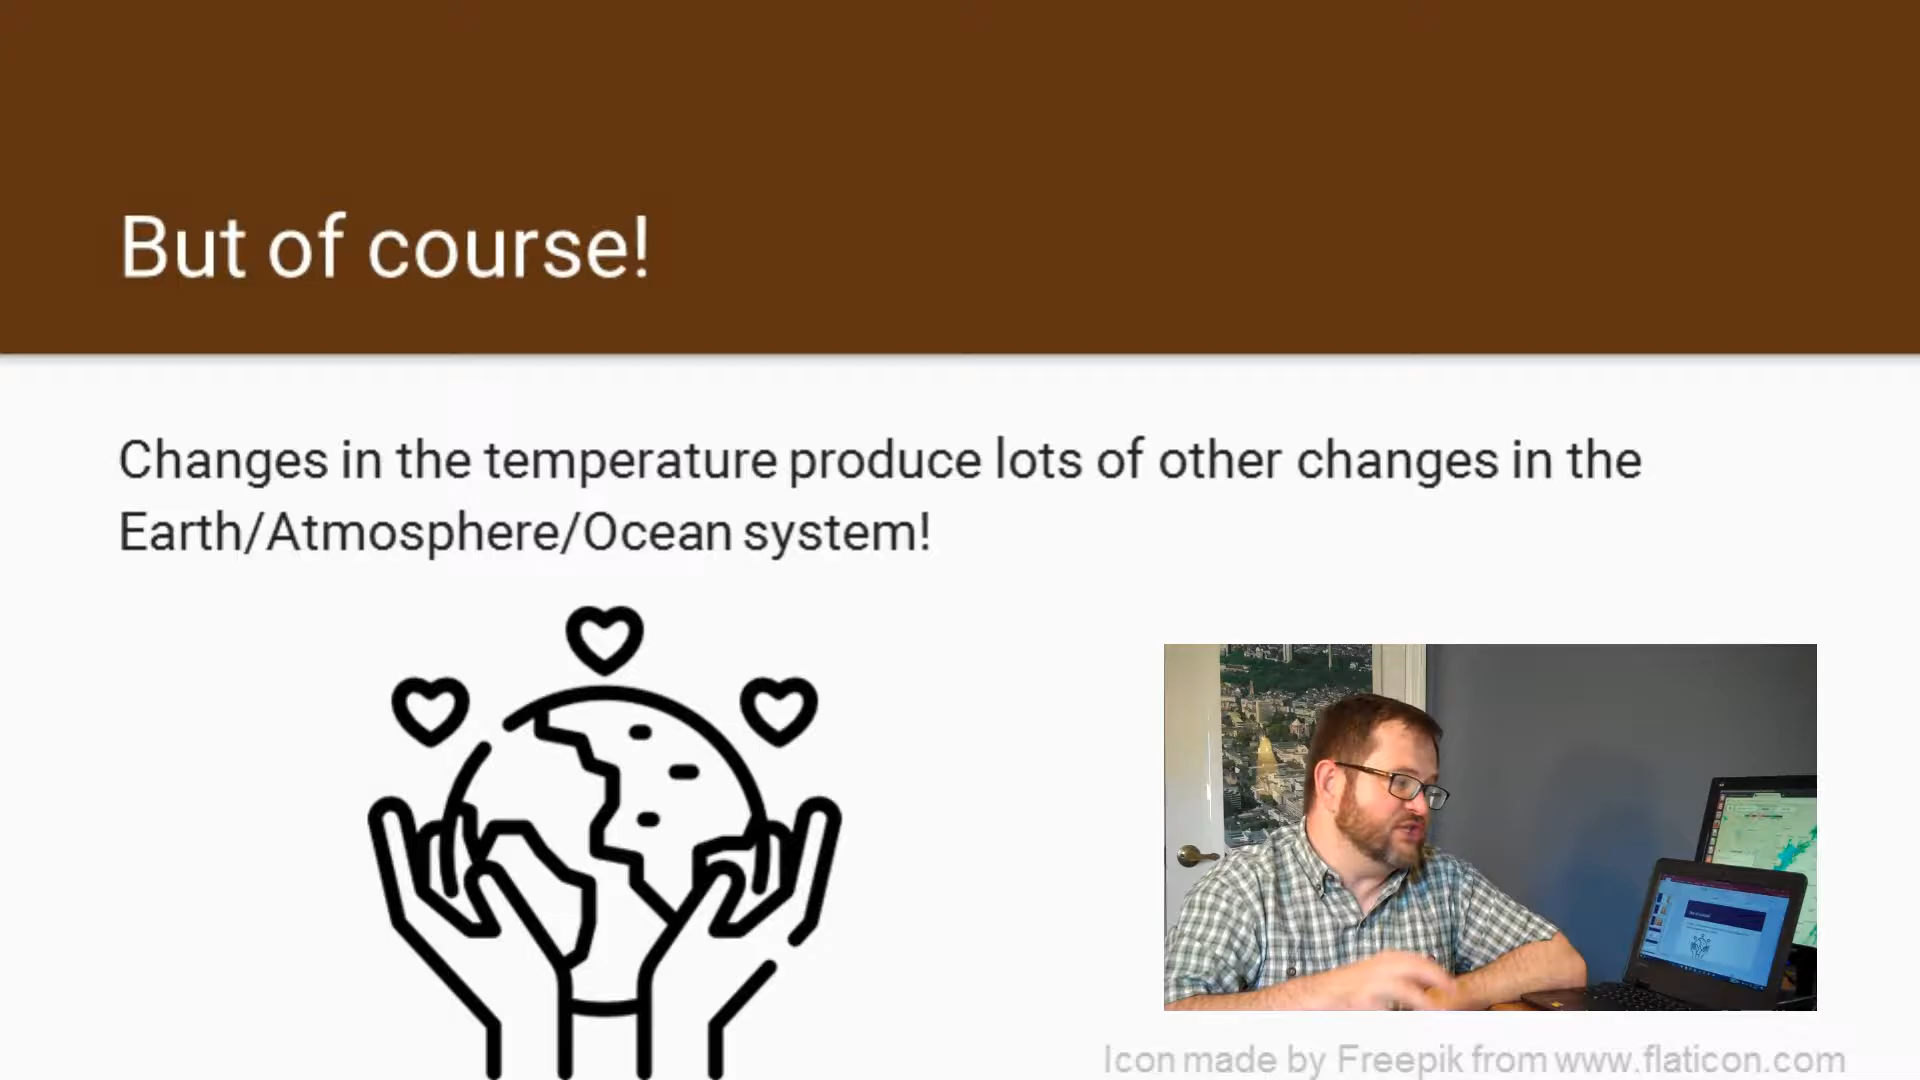 But of course!
Changes in the temperature produce lots of other changes in the
Earth/Atmosphere/Ocean system!
Icon made by Freepik from www.flaticon.com